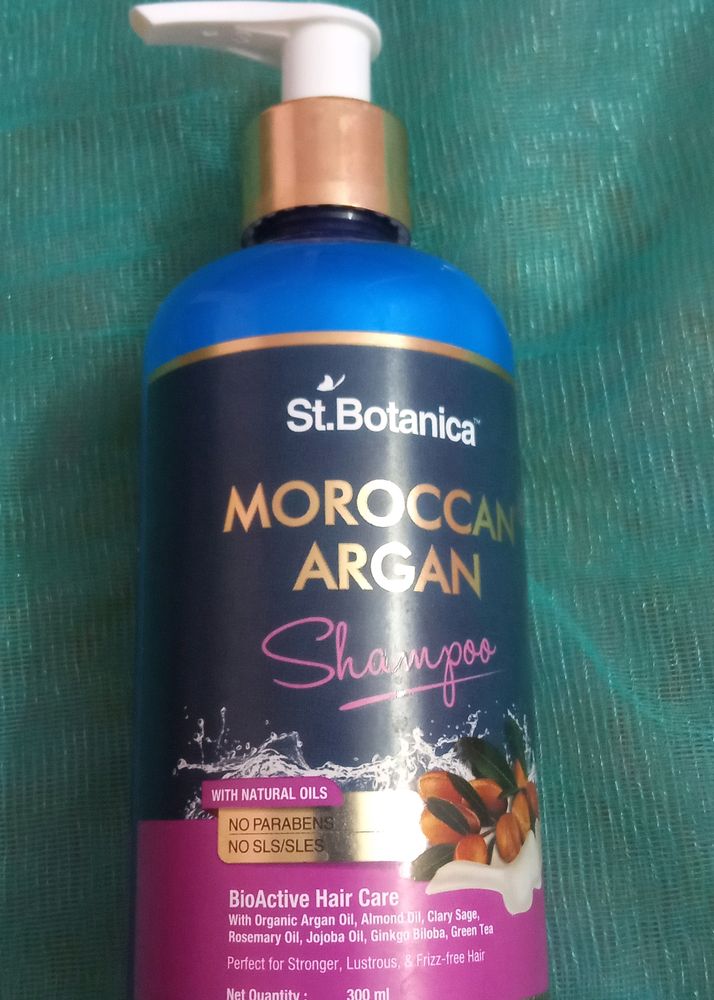 St.Botanica™
MOROCCAN
ARGAN
Shampoo
WITH NATURAL OILS
NO PARABENS
NO SLS/SLES
BioActive Hair Care
With Organic Argan Oil, Almond Oil, Clary Sage,
Rosemary Oil, Jojoba Oil, Ginkgo Biloba, Green Tea
Perfect for Stronger, Lustrous, & Frizz-free Hair
Net Quantity : 300 ml